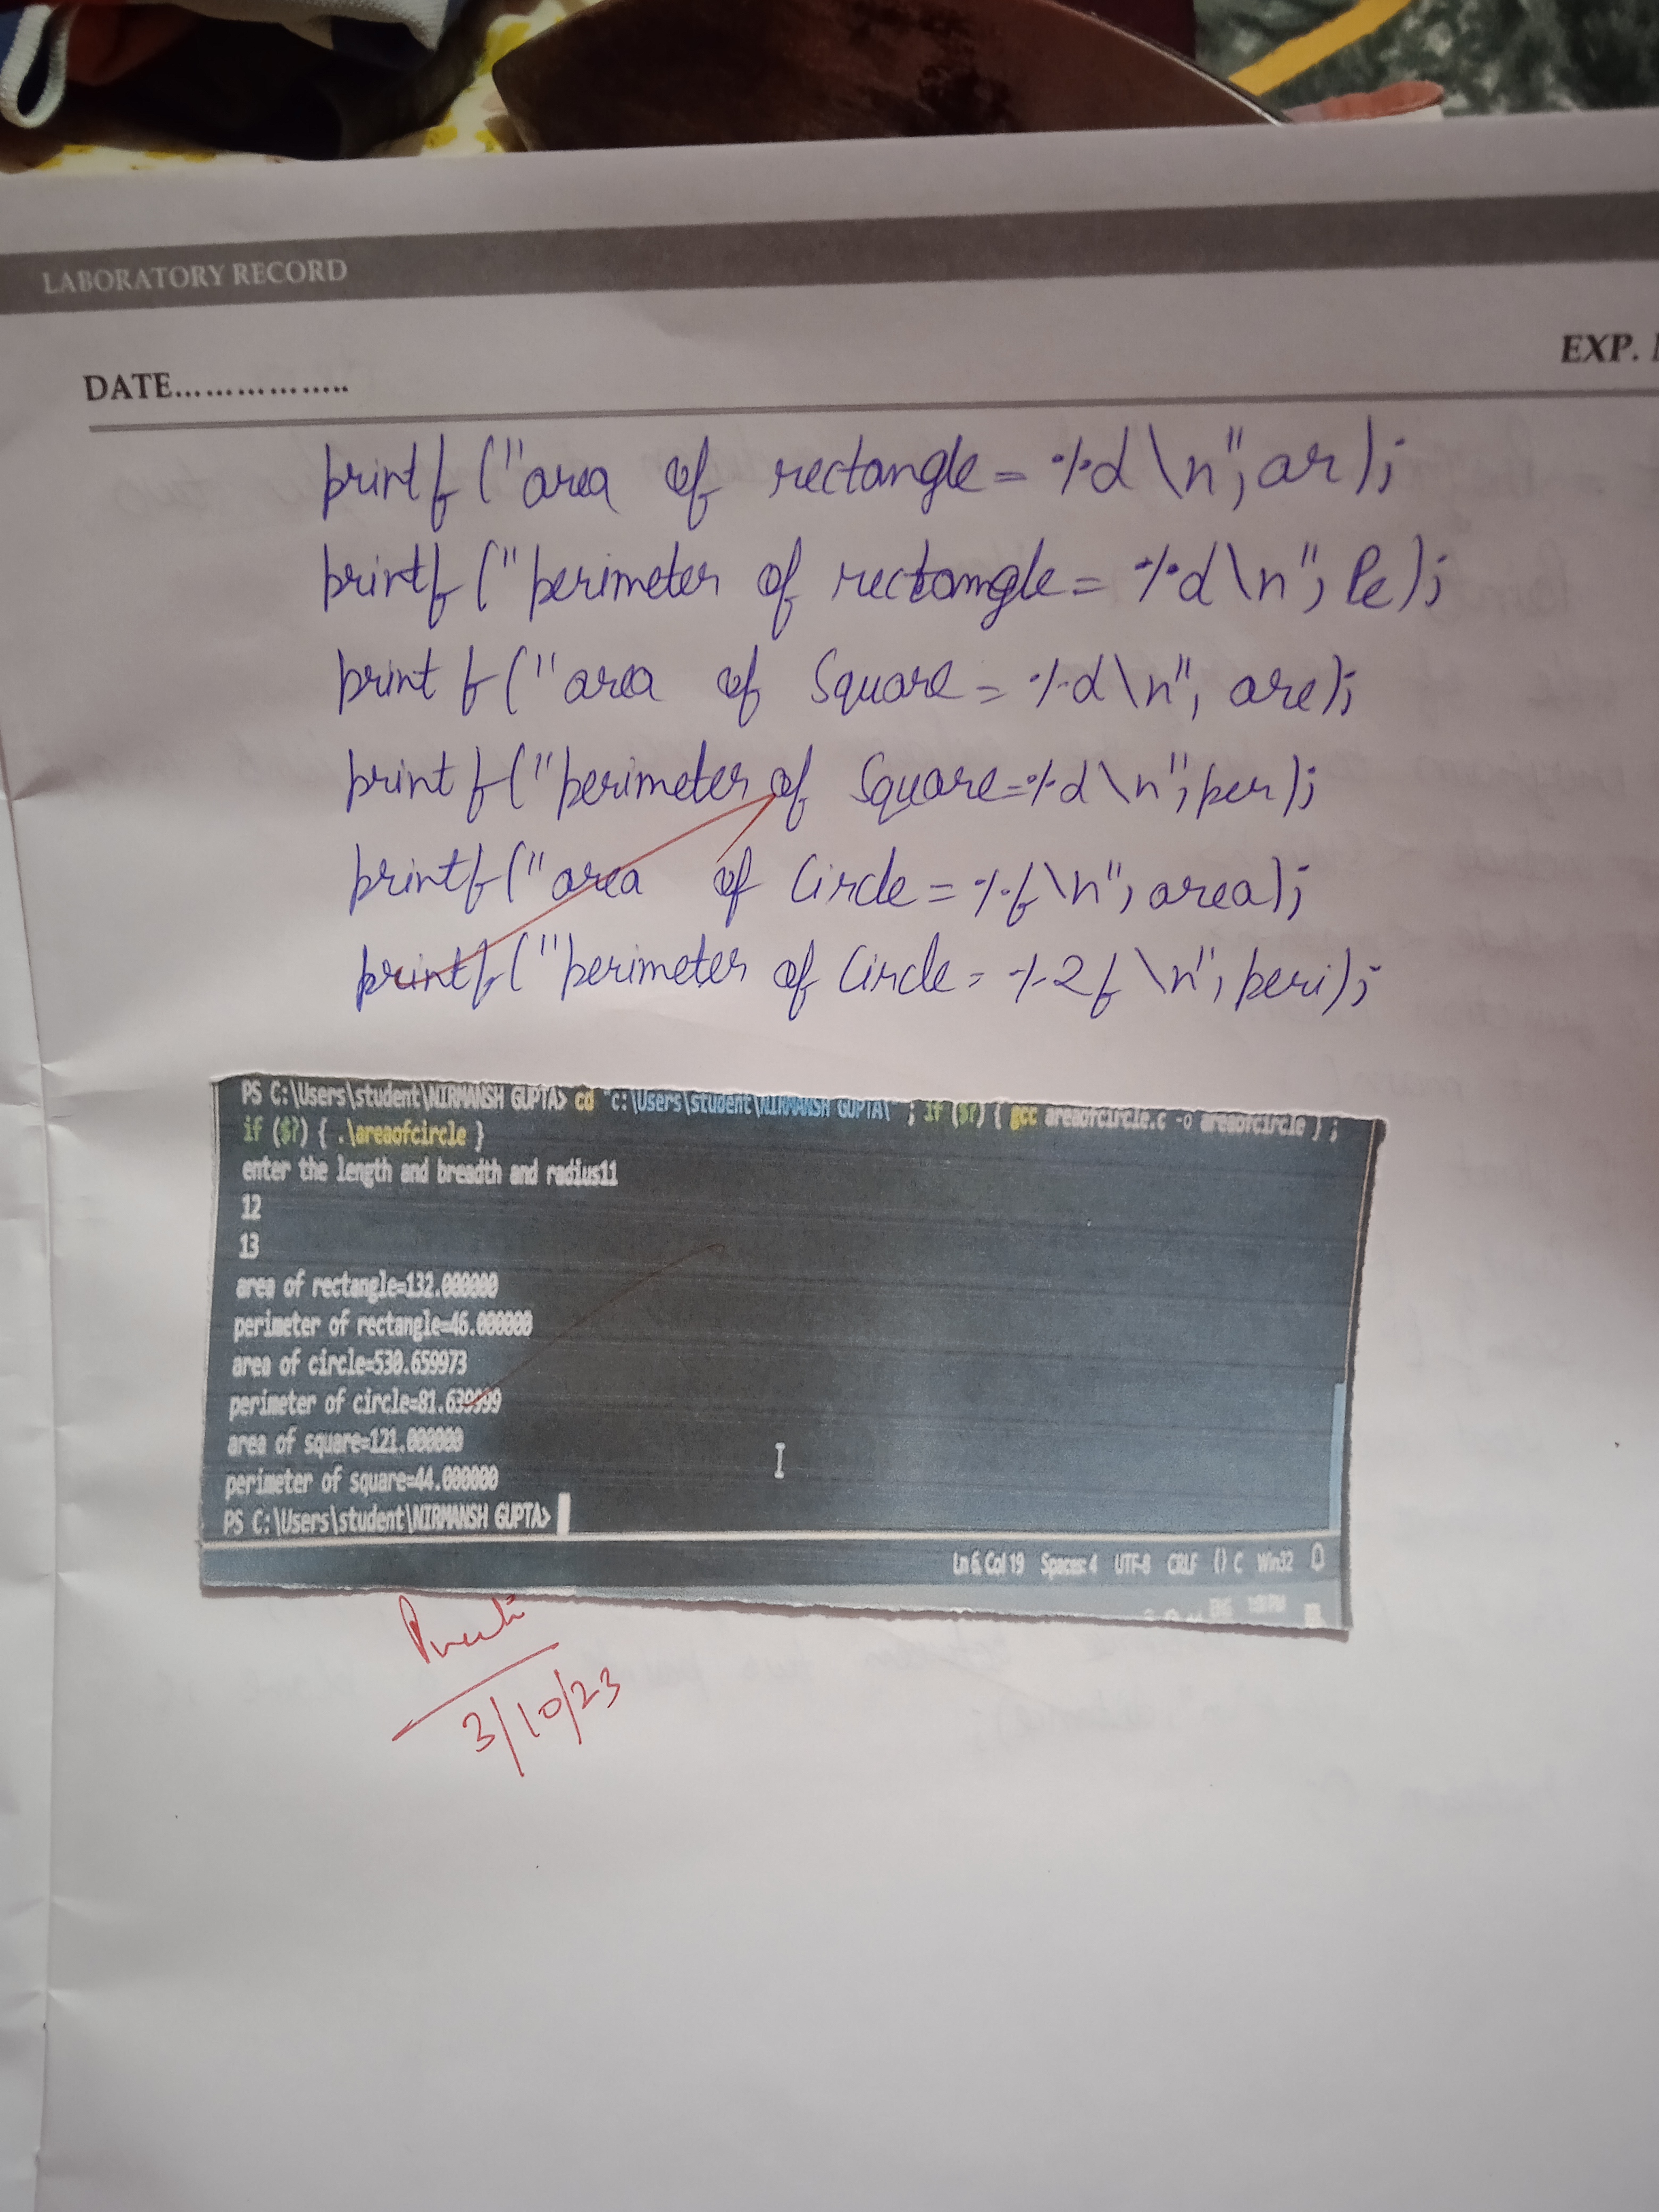 LABORATORY RECORD
EXP.
DATE..................
printf ("area of rectangle = %d \n", ar);
printf ("perimeter of rectangle = %d \n", Pe);
printf ("area of Square = %d \n", are);
printf ("perimeter of Square = %d \n", per);
printf ("area of Circle = %f \n", area);
printf ("perimeter of Circle = %2f \n", peri);
PS C:\Users\student\NIRMANSH GUPTA> cd "c:\Users\student\NIRMANSH GUPTA\" ; if ($?) { gcc areaofcircle.c -o areaofcircle } ;
if ($?) { .\areaofcircle }
enter the length and breadth and radius11
12
13
area of rectangle=132.000000
perimeter of rectangle=46.000000
area of circle=530.659973
perimeter of circle=81.639999
area of square=121.000000
perimeter of square=44.000000
PS C:\Users\student\NIRMANSH GUPTA>
Ln 6, Col 19 Spaces: 4 UTF-8 CRLF {} C Win32
3/10/23